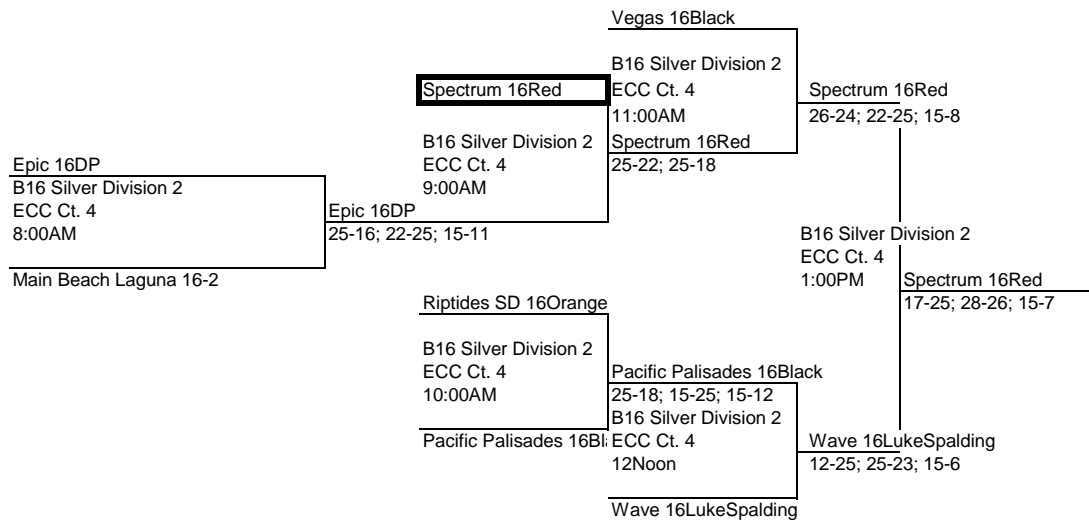 Vegas 16Black
B16 Silver Division 2
ECC Ct. 4
11:00AM
Spectrum 16Red
Spectrum 16Red
26-24; 22-25; 15-8
B16 Silver Division 2
ECC Ct. 4
9:00AM
Spectrum 16Red
25-22; 25-18
Epic 16DP
B16 Silver Division 2
ECC Ct. 4
8:00AM
Epic 16DP
25-16; 22-25; 15-11
Main Beach Laguna 16-2
B16 Silver Division 2
ECC Ct. 4
1:00PM
Spectrum 16Red
17-25; 28-26; 15-7
Riptides SD 16Orange
B16 Silver Division 2
ECC Ct. 4
10:00AM
Pacific Palisades 16Black
25-18; 15-25; 15-12
Pacific Palisades 16Bl
B16 Silver Division 2
ECC Ct. 4
12Noon
Wave 16LukeSpalding
12-25; 25-23; 15-6
Wave 16LukeSpalding